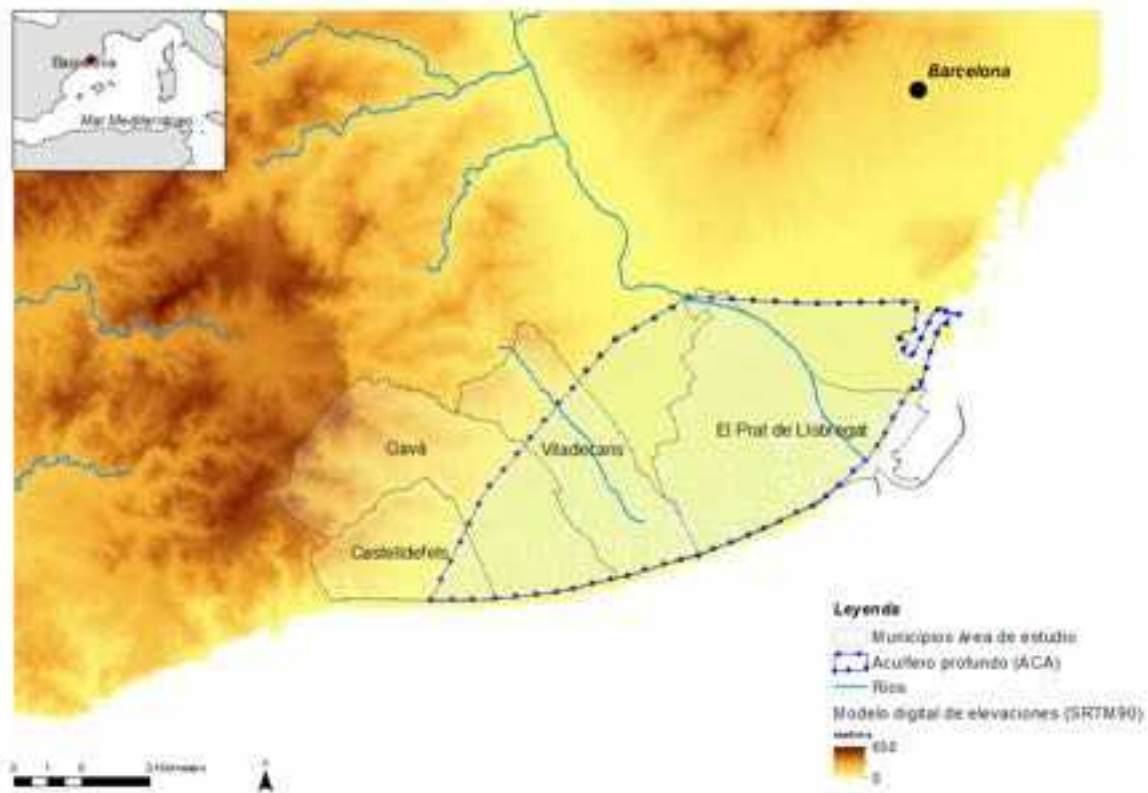 Barcelona
Mar Mediterráneo
Barcelona
El Prat de Llobregat
Gavà
Viladecans
Castelldefels
Leyenda
Municipios área de estudio
Acuífero profundo (ACA)
Ríos
Modelo digital de elevaciones (SRTM90)
metros
0